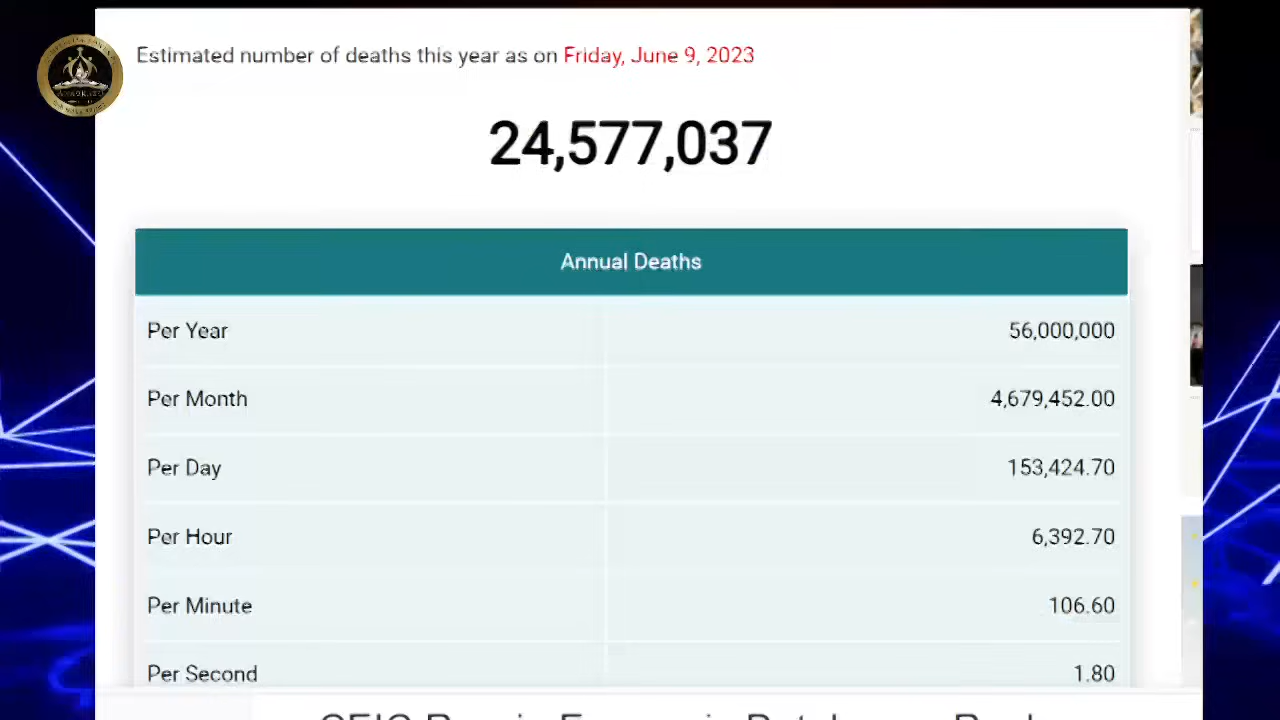 Estimated number of deaths this year as on Friday, June 9, 2023
24,577,037
Annual Deaths
Per Year 56,000,000
Per Month 4,679,452.00
Per Day 153,424.70
Per Hour 6,392.70
Per Minute 106.60
Per Second 1.80